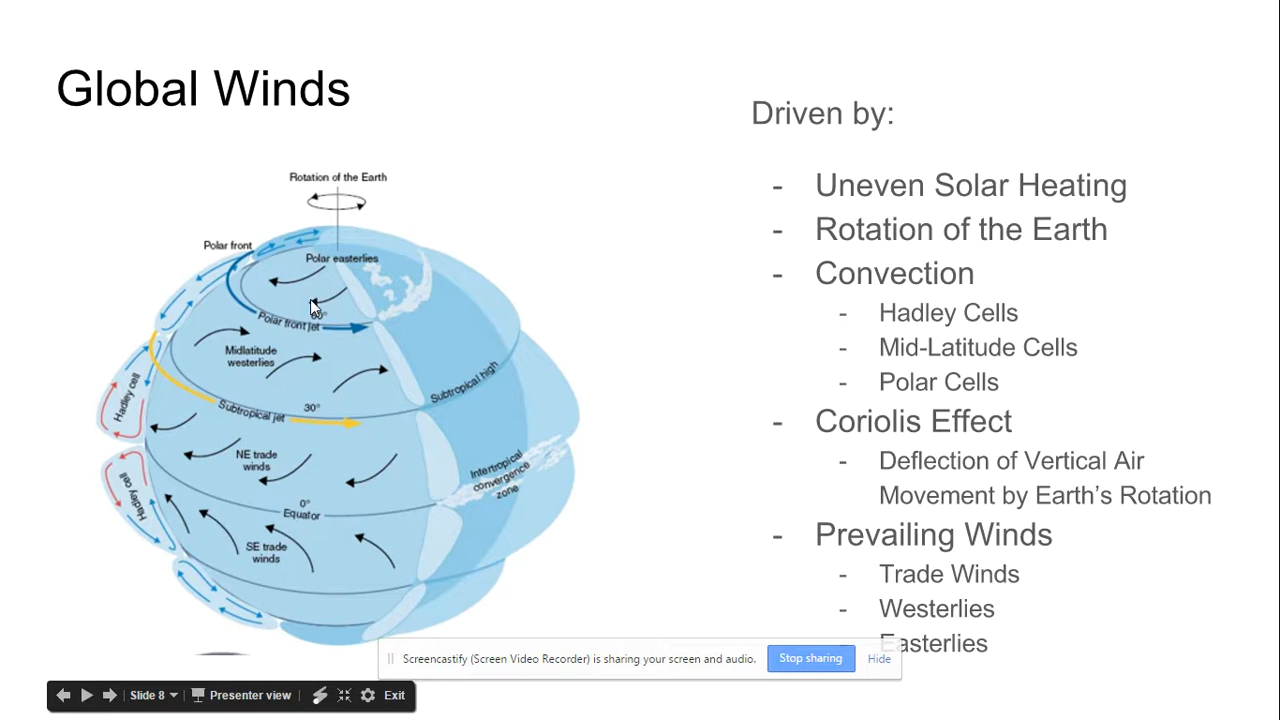 Global Winds
Driven by:
- Uneven Solar Heating
- Rotation of the Earth
- Convection
- Hadley Cells
- Mid-Latitude Cells
- Polar Cells
- Coriolis Effect
- Deflection of Vertical Air
Movement by Earth's Rotation
- Prevailing Winds
- Trade Winds
- Westerlies
- Easterlies
Rotation of the Earth
Polar front
Polar easterlies
60°
Polar front jet
Midlatitude
westerlies
Hadley cell
Subtropical jet
30°
Subtropical high
NE trade
winds
Intertropical
convergence
zone
0°
Equator
Hadley cell
SE trade
winds
Screencastify (Screen Video Recorder) is sharing your screen and audio.
Stop sharing
Hide
Slide 8
Presenter view
Exit